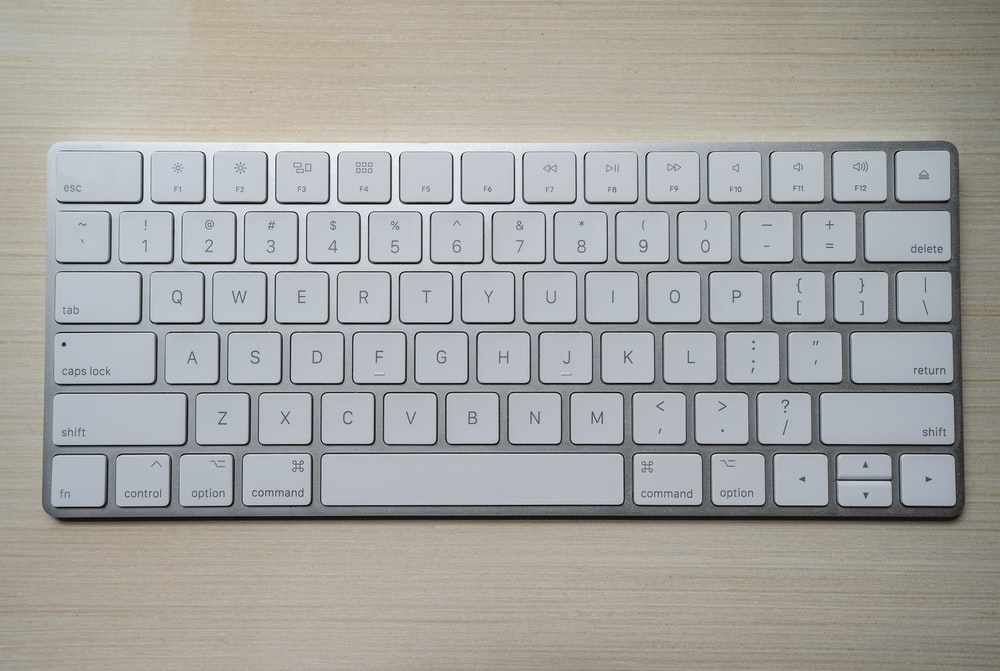 esc F1 F2 F3 F4 F5 F6 F7 F8 F9 F10 F11 F12
~ ! @ # $ % ^ & * ( ) — +
` 1 2 3 4 5 6 7 8 9 0 - = delete
tab Q W E R T Y U I O P { [ } ] | \
caps lock A S D F G H J K L : ; " ' return
shift Z X C V B N M < , > . ? / shift
fn control option command command option